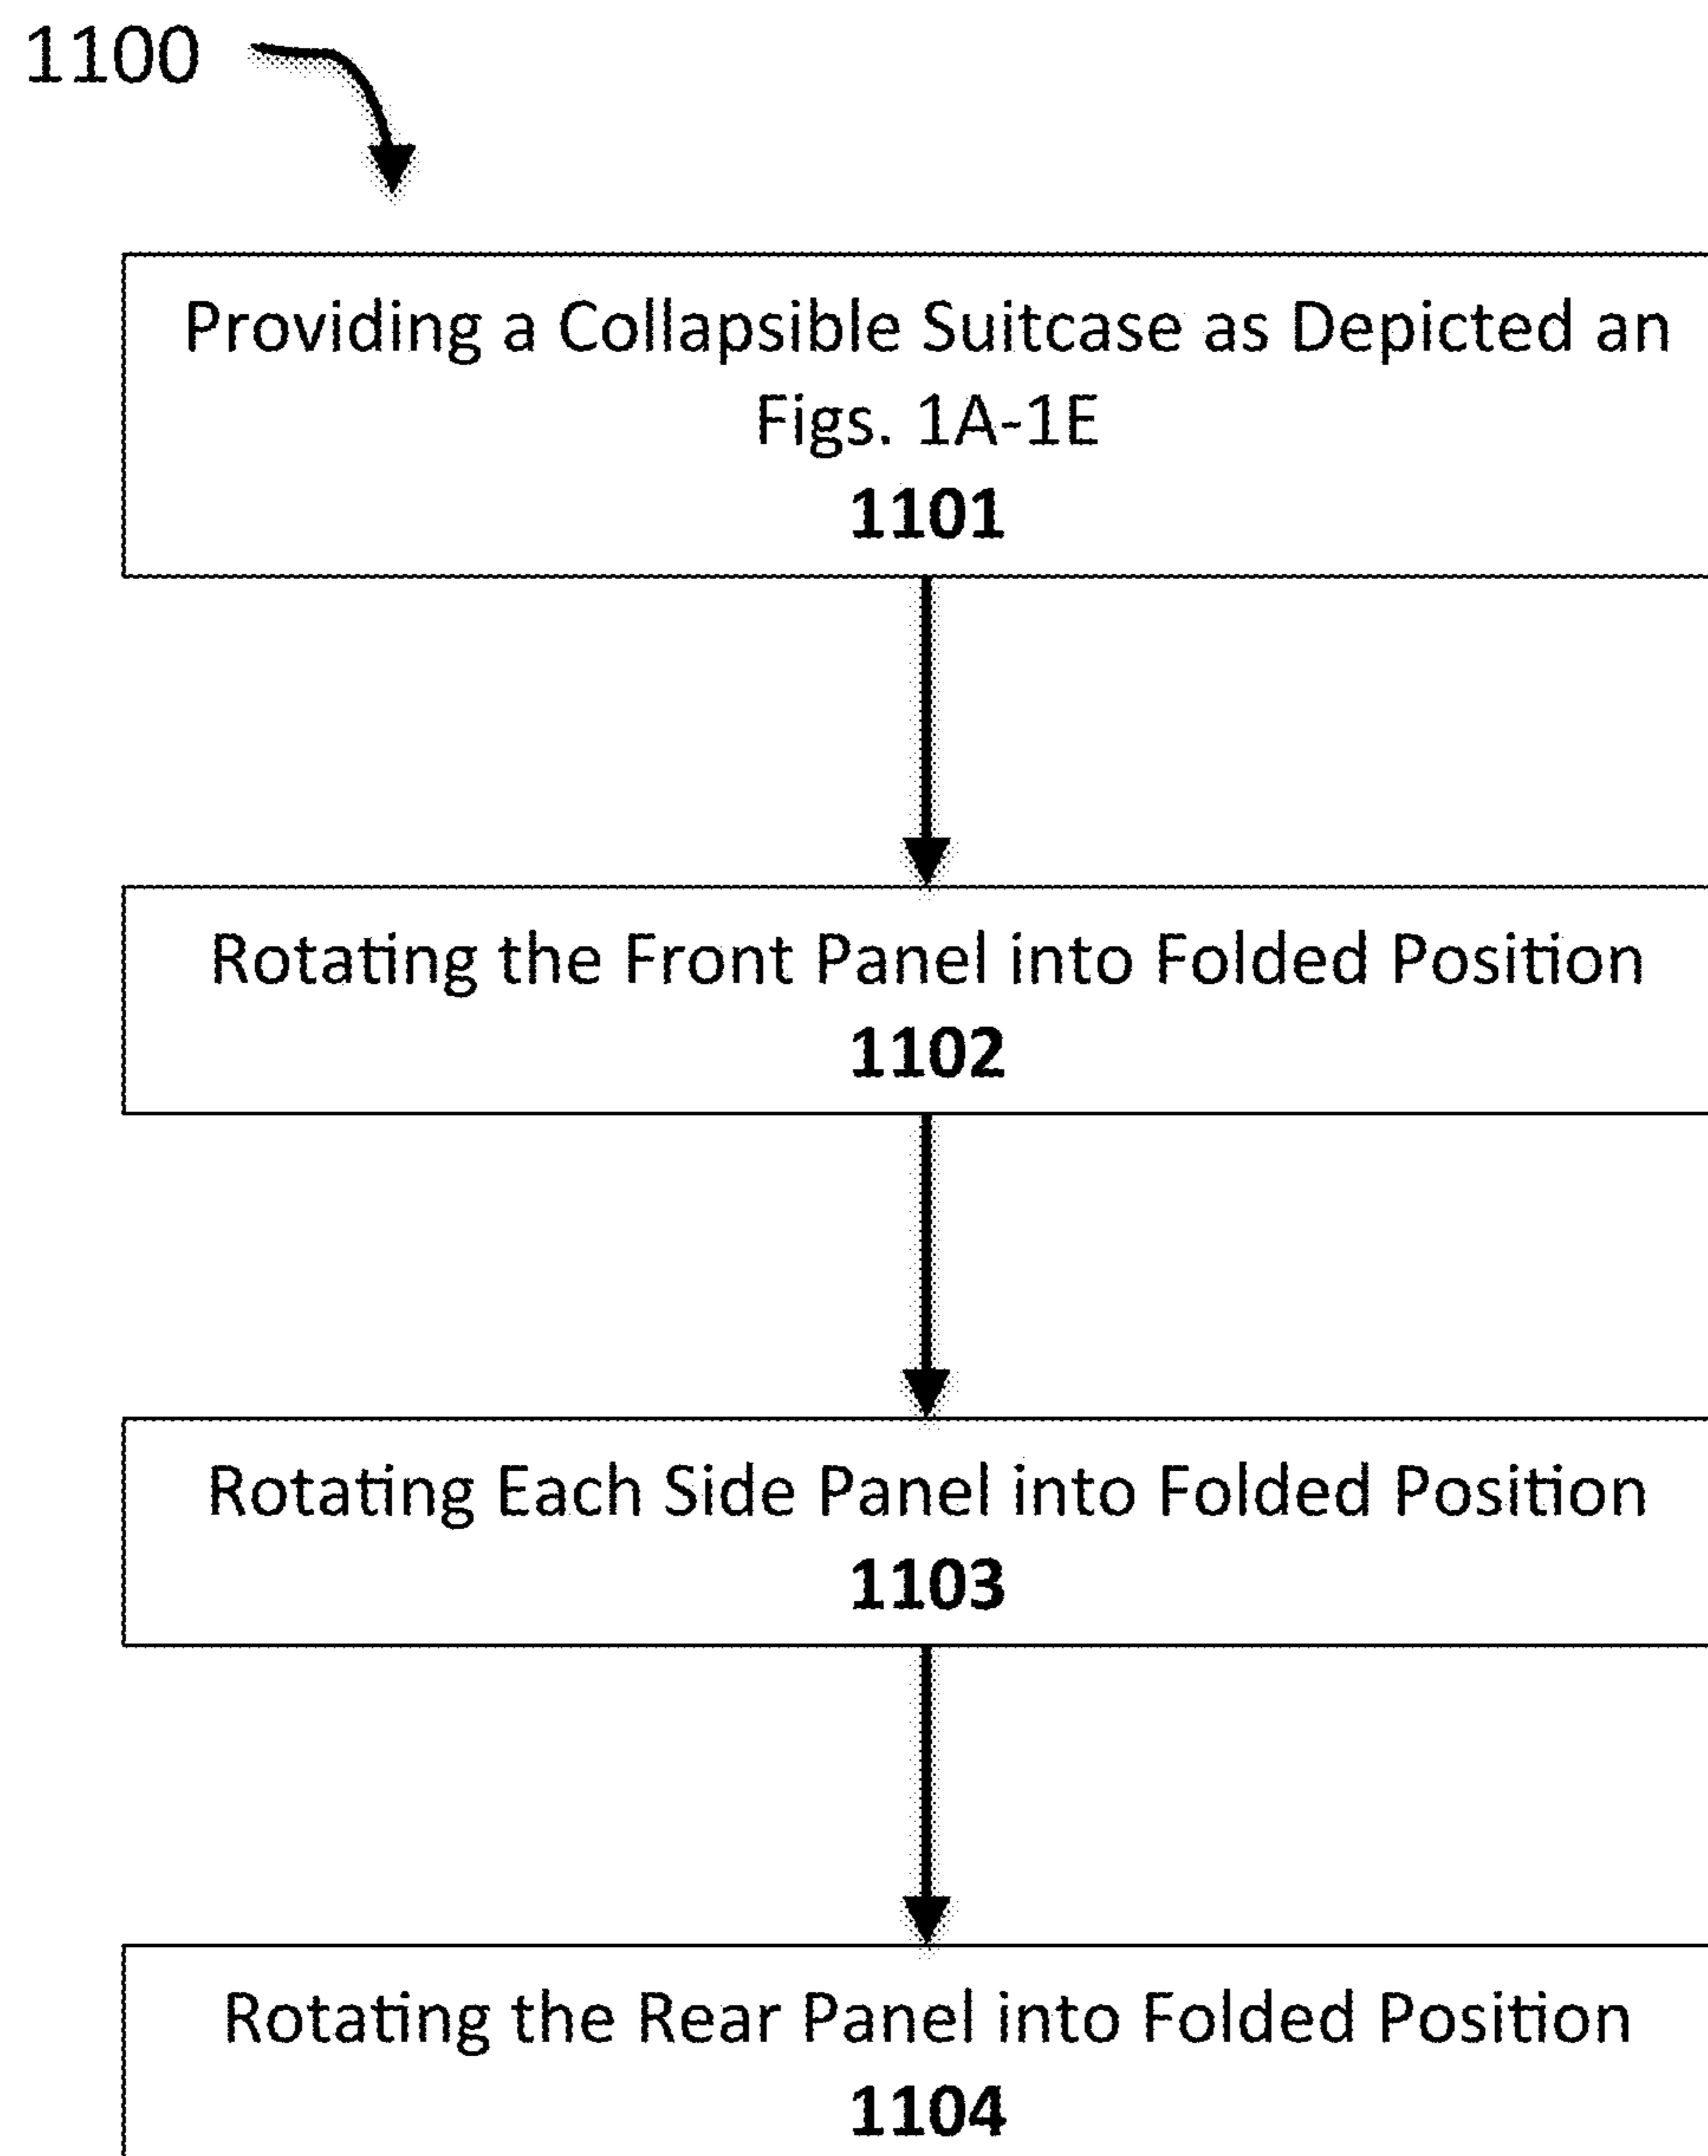 1100
Providing a Collapsible Suitcase as Depicted an
Figs. 1A-1E
1101
Rotating the Front Panel into Folded Position
1102
Rotating Each Side Panel into Folded Position
1103
Rotating the Rear Panel into Folded Position
1104